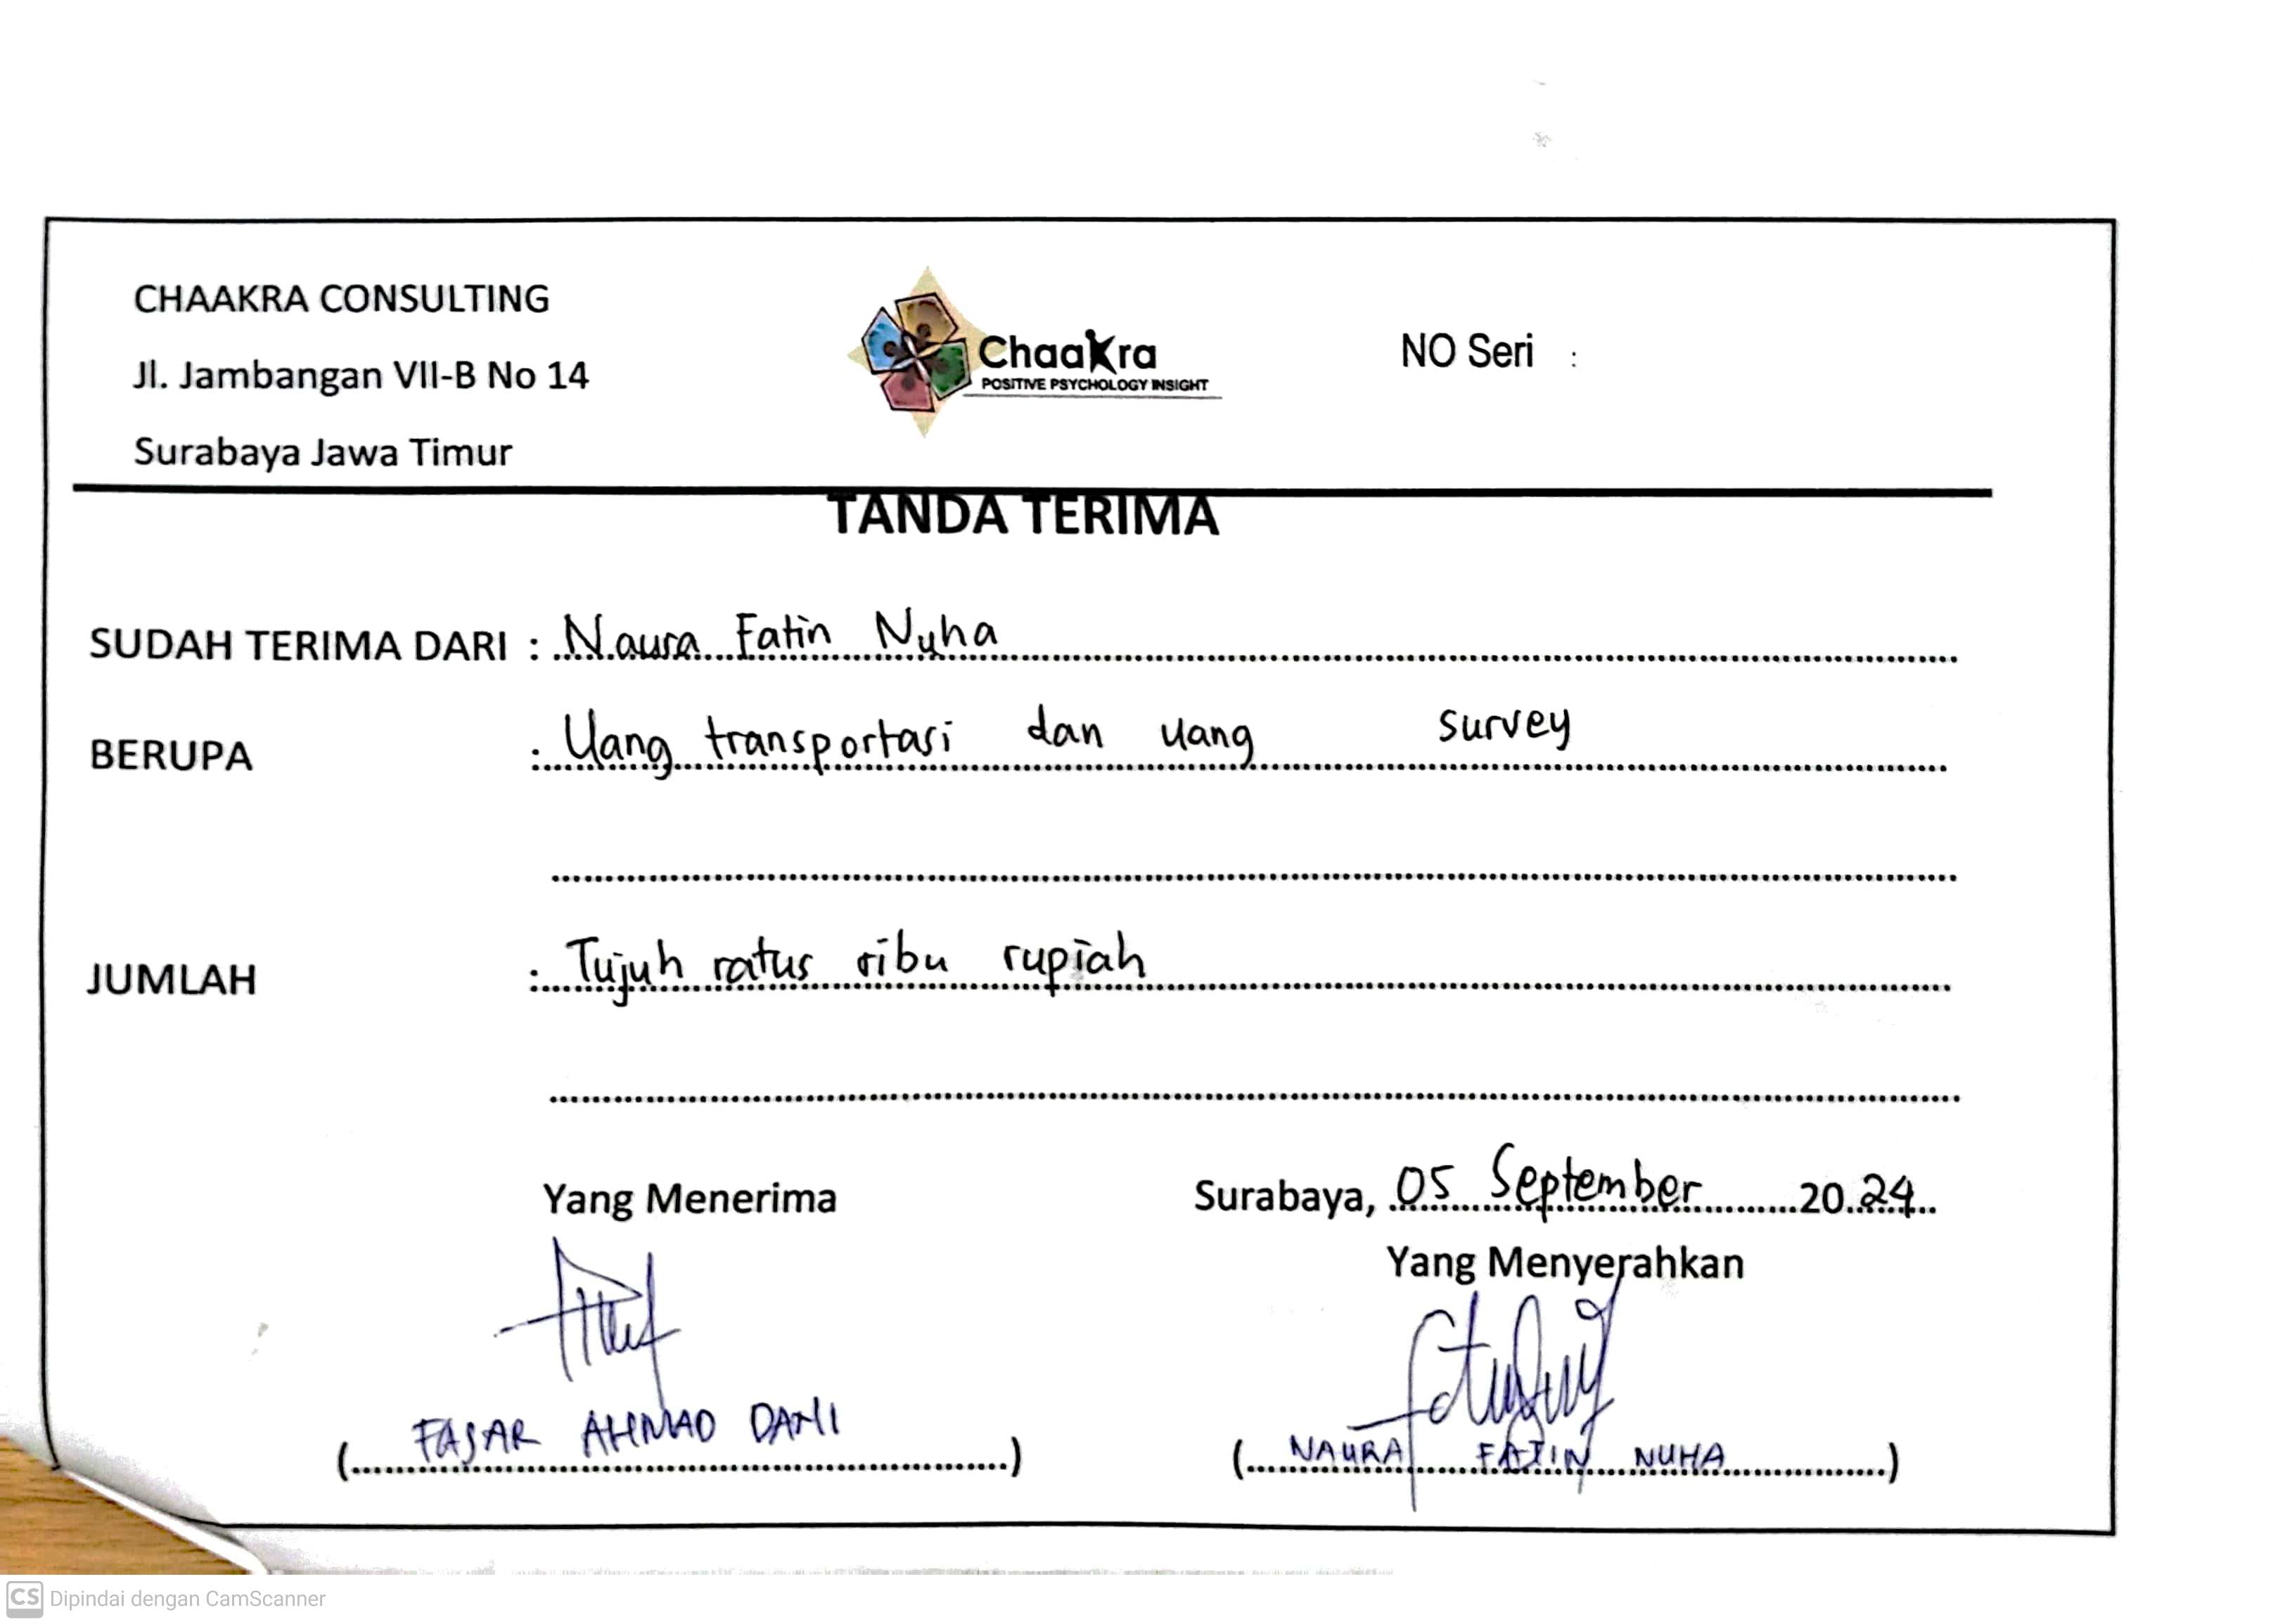 CHAAKRA CONSULTING
Jl. Jambangan VII-B No 14
Surabaya Jawa Timur
Chaakra
POSITIVE PSYCHOLOGY INSIGHT
NO Seri :
TANDA TERIMA
SUDAH TERIMA DARI : Naura Fatin Nuha
BERUPA : Uang transportasi dan uang survey
JUMLAH : Tujuh ratus ribu rupiah
Surabaya, 05 September 2024
Yang Menerima
Yang Menyerahkan
(FAJAR AHMAD DANI)
(NAURA FATIN NUHA)
CS Dipindai dengan CamScanner